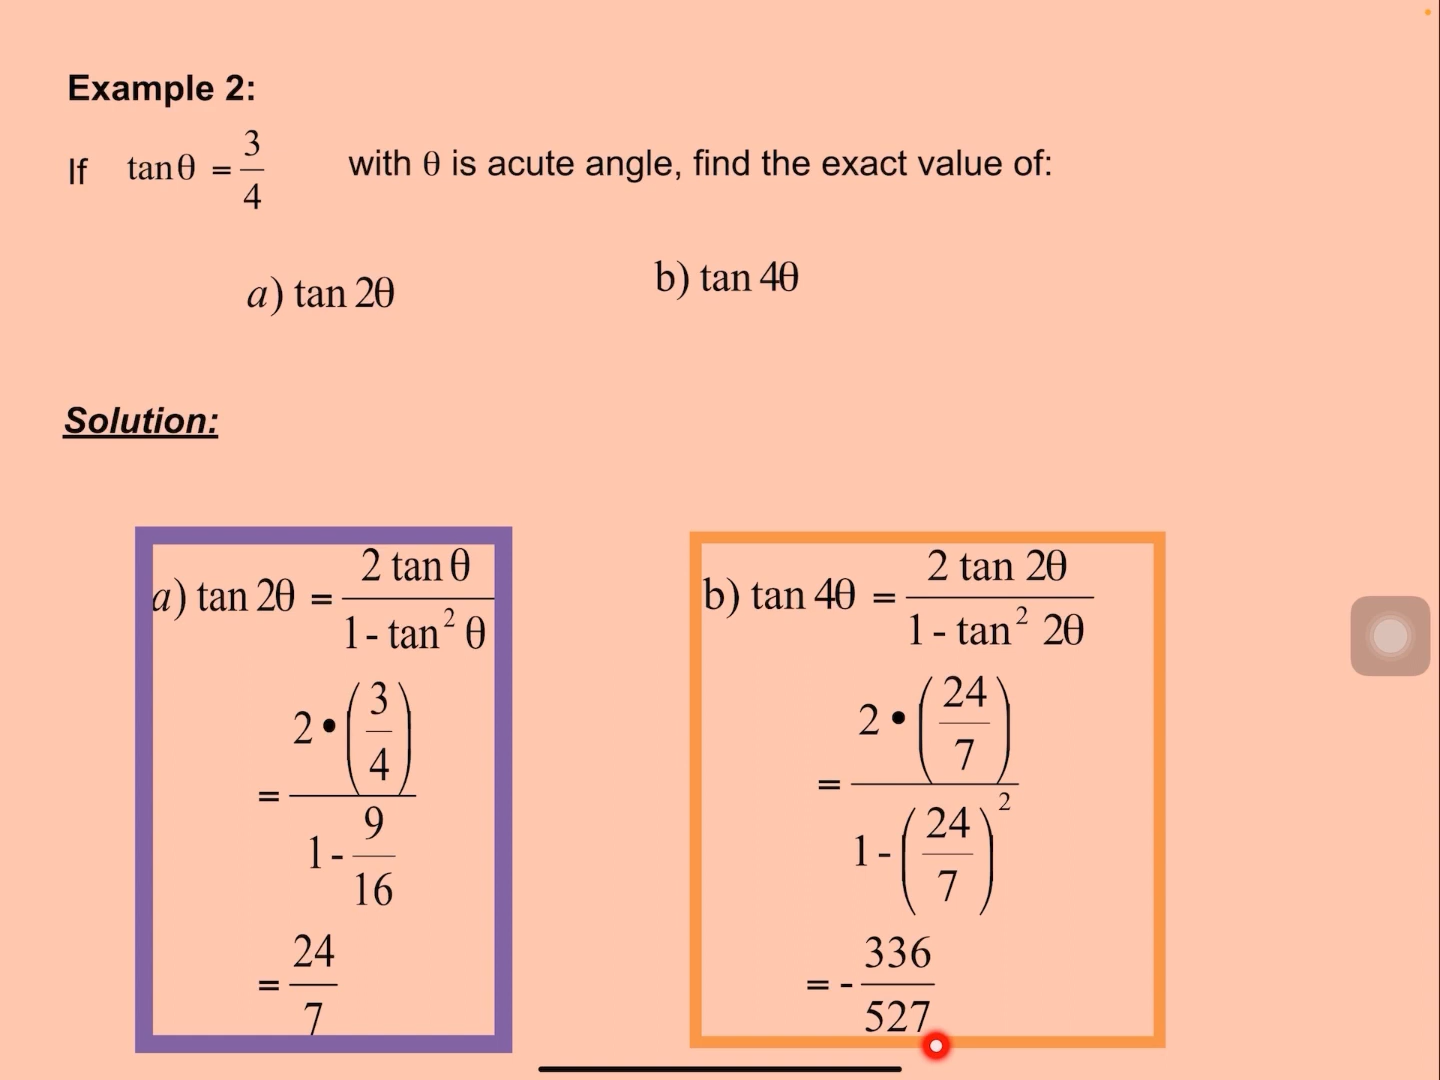 Example 2:
If tanθ = 3/4 with θ is acute angle, find the exact value of:
a) tan 2θ b) tan 4θ
Solution:
a) tan 2θ = (2 tan θ)/(1 - tan² θ)
= (2 • (3/4))/(1 - 9/16)
= 24/7
b) tan 4θ = (2 tan 2θ)/(1 - tan² 2θ)
= (2 • (24/7))/(1 - (24/7)²)
= - 336/527